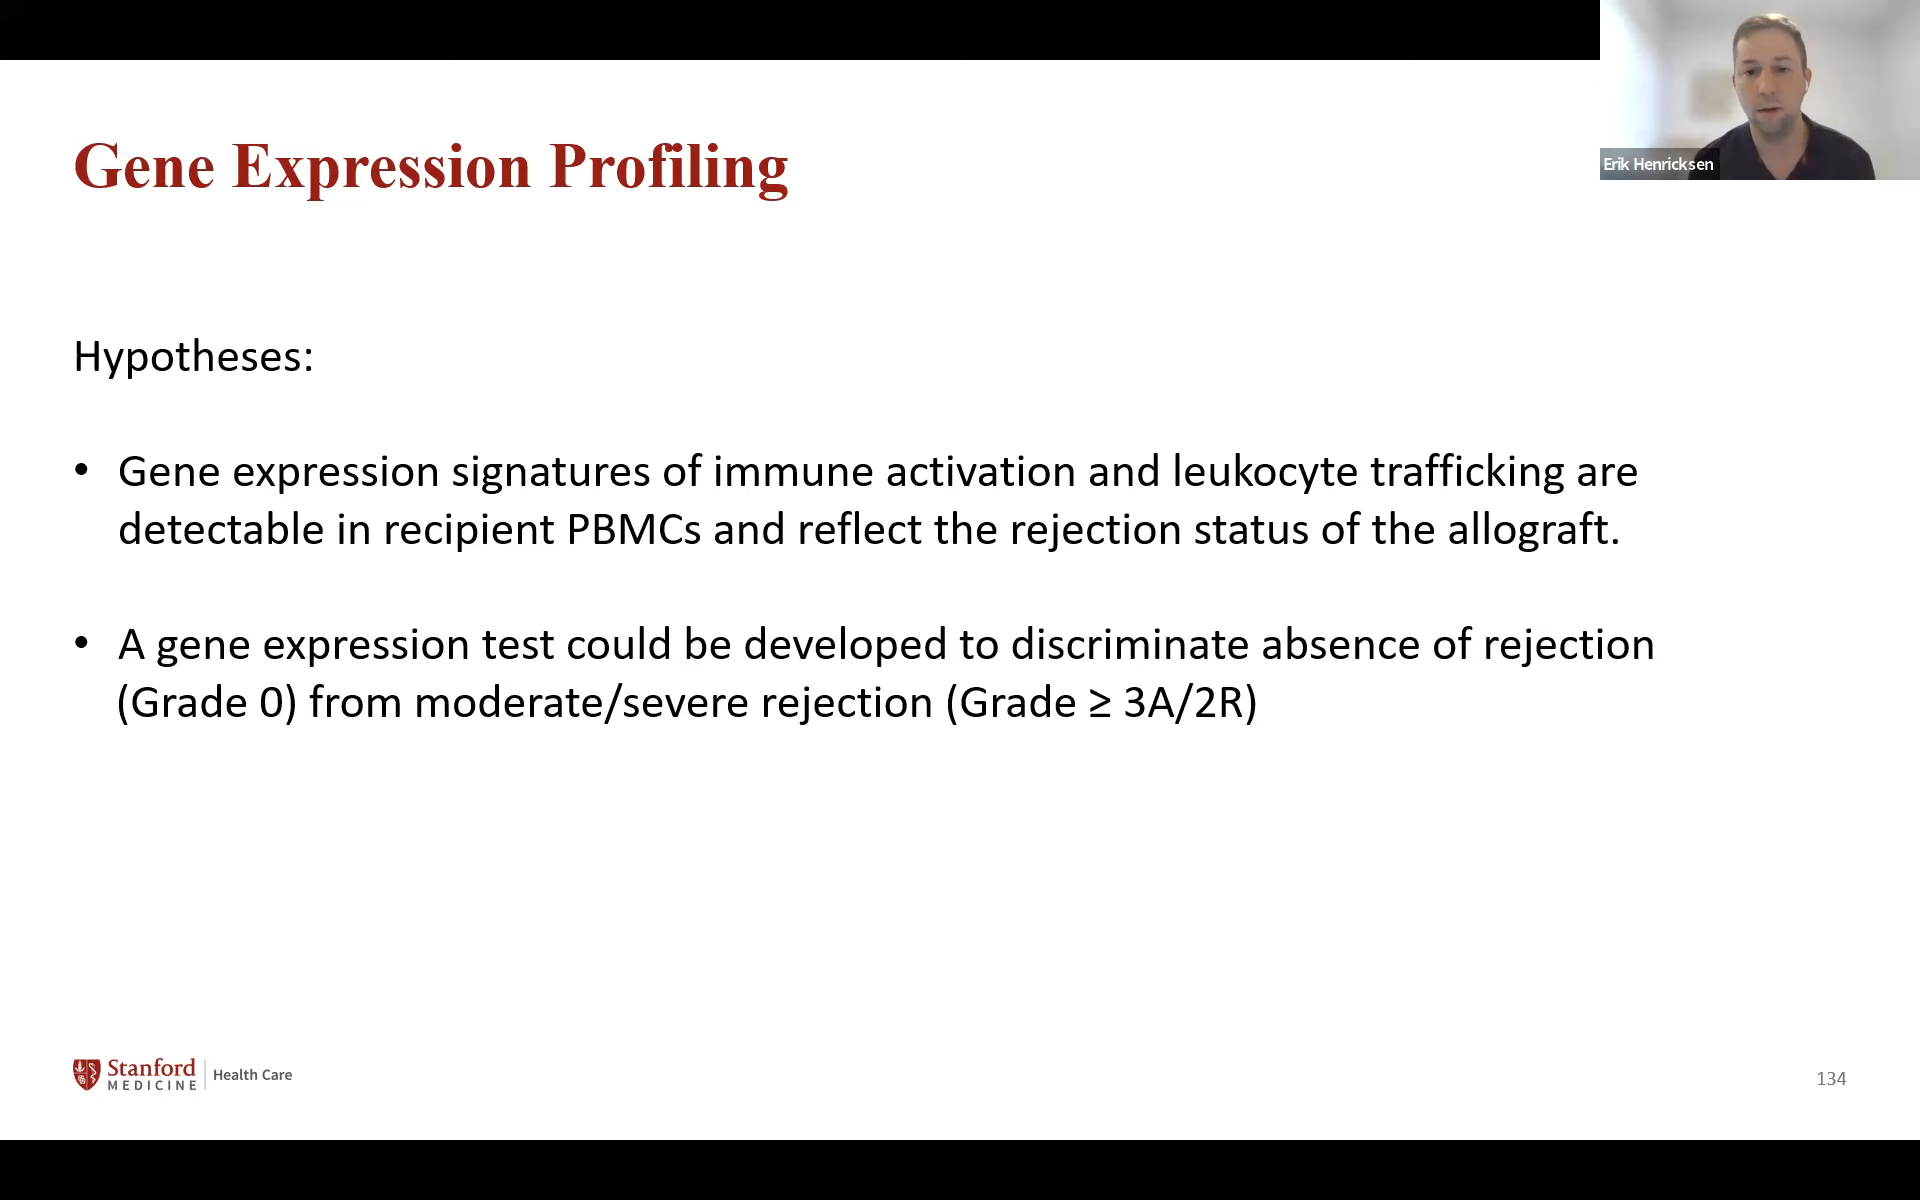 Erik Henricksen
Gene Expression Profiling
Hypotheses:
• Gene expression signatures of immune activation and leukocyte trafficking are
detectable in recipient PBMCs and reflect the rejection status of the allograft.
• A gene expression test could be developed to discriminate absence of rejection
(Grade 0) from moderate/severe rejection (Grade ≥ 3A/2R)
Stanford
MEDICINE
Health Care
134